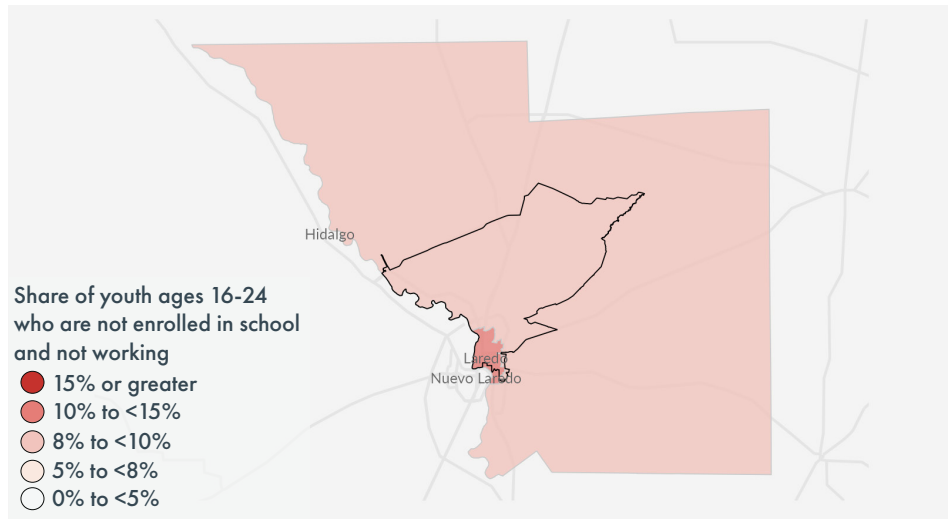 Hidalgo
Laredo
Nuevo Laredo
Share of youth ages 16-24
who are not enrolled in school
and not working
15% or greater
10% to <15%
8% to <10%
5% to <8%
0% to <5%